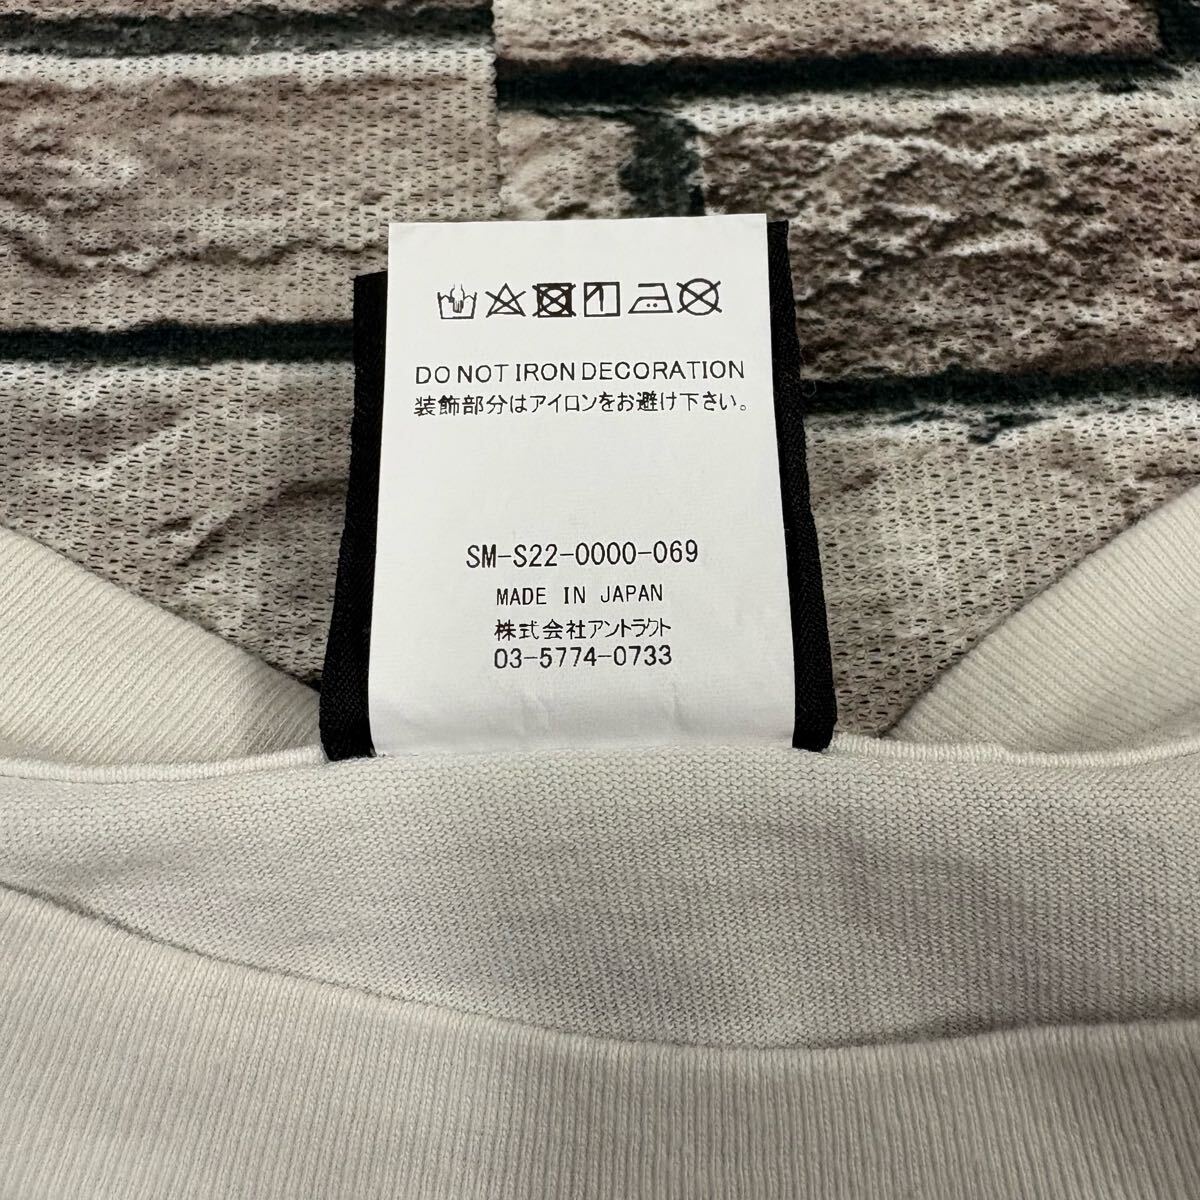 DO NOT IRON DECORATION
装飾部分はアイロンをお避け下さい。
SM-S22-0000-069
MADE IN JAPAN
株式会社アントラクト
03-5774-0733